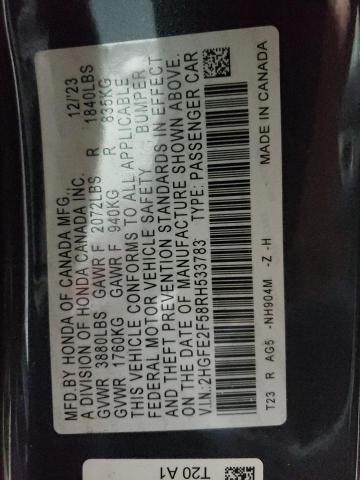 MFD.BY HONDA OF CANADA MFG., 12/'23
A DIVISION OF HONDA CANADA INC.
GVWR 3880LBS GAWR F 2072LBS R 1840LBS
GVWR 1760KG GAWR F 940KG R 835KG
THIS VEHICLE CONFORMS TO ALL APPLICABLE
FEDERAL MOTOR VEHICLE SAFETY BUMPER
AND THEFT PREVENTION STANDARDS IN EFFECT
ON THE DATE OF MANUFACTURE SHOWN ABOVE.
V.I.N.:2HGFE2F58RH533783 TYPE: PASSENGER CAR
T23 R AG5 -NH904M -Z -H MADE IN CANADA
T20 A1